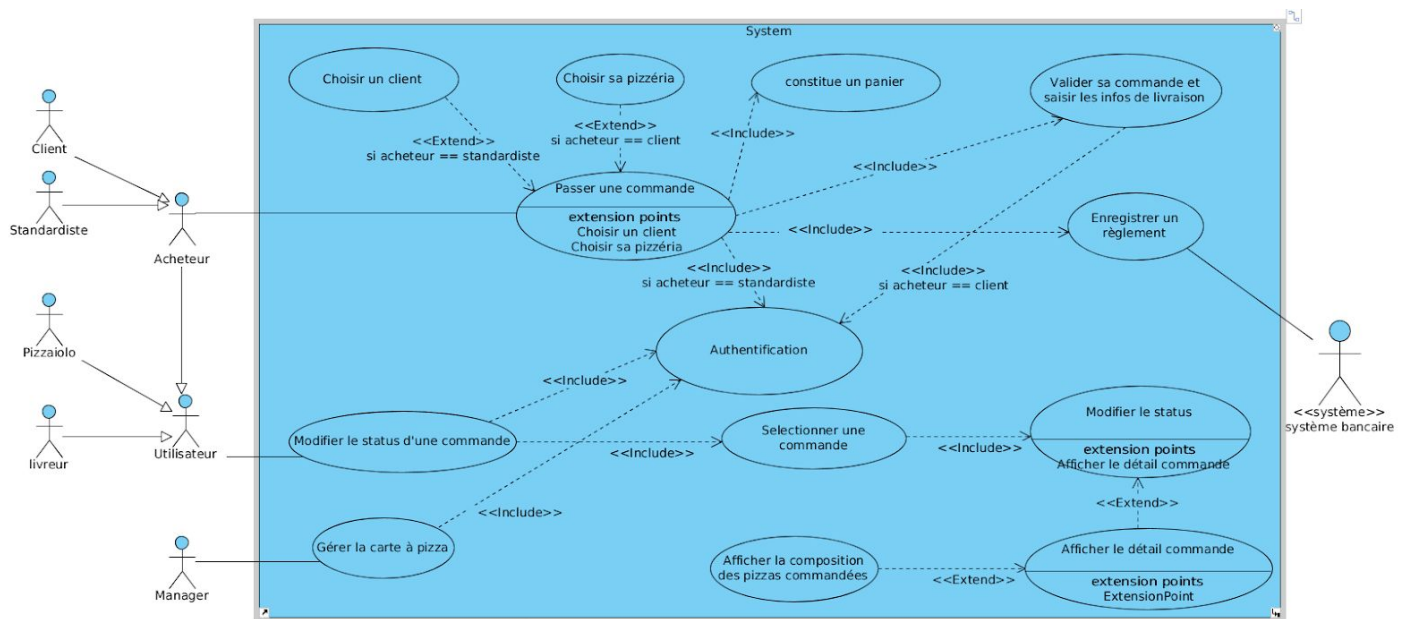 System
Choisir un client
Choisir sa pizzéria
constitue un panier
Valider sa commande et
saisir les infos de livraison
<<Extend>>
si acheteur == standardiste
<<Extend>>
si acheteur == client
<<Include>>
<<Include>>
Client
Standardiste
Acheteur
Passer une commande
extension points
Choisir un client
Choisir sa pizzéria
<<Include>>
Enregistrer un
règlement
<<Include>>
si acheteur == standardiste
<<Include>>
si acheteur == client
Pizzaiolo
Authentification
<<Include>>
livreur
Utilisateur
Modifier le status d'une commande
<<Include>>
Selectionner une
commande
<<Include>>
Modifier le status
extension points
Afficher le détail commande
<<système>>
système bancaire
<<Include>>
<<Extend>>
Manager
Gérer la carte à pizza
Afficher la composition
des pizzas commandées
<<Extend>>
Afficher le détail commande
extension points
ExtensionPoint